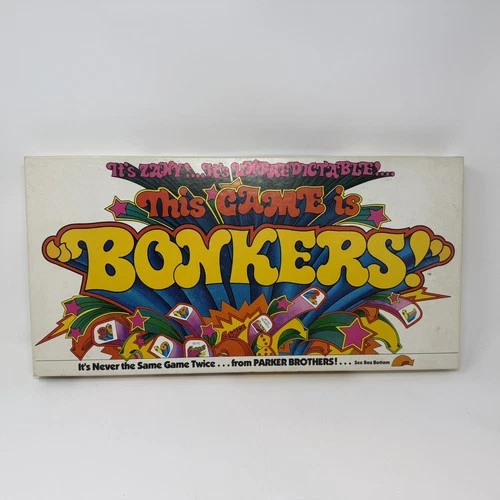 It's ZANY!...It's UNPREDICTABLE!...
This GAME is
"BONKERS!"
TM
It's Never the Same Game Twice . . . from PARKER BROTHERS! . . . See Box Bottom